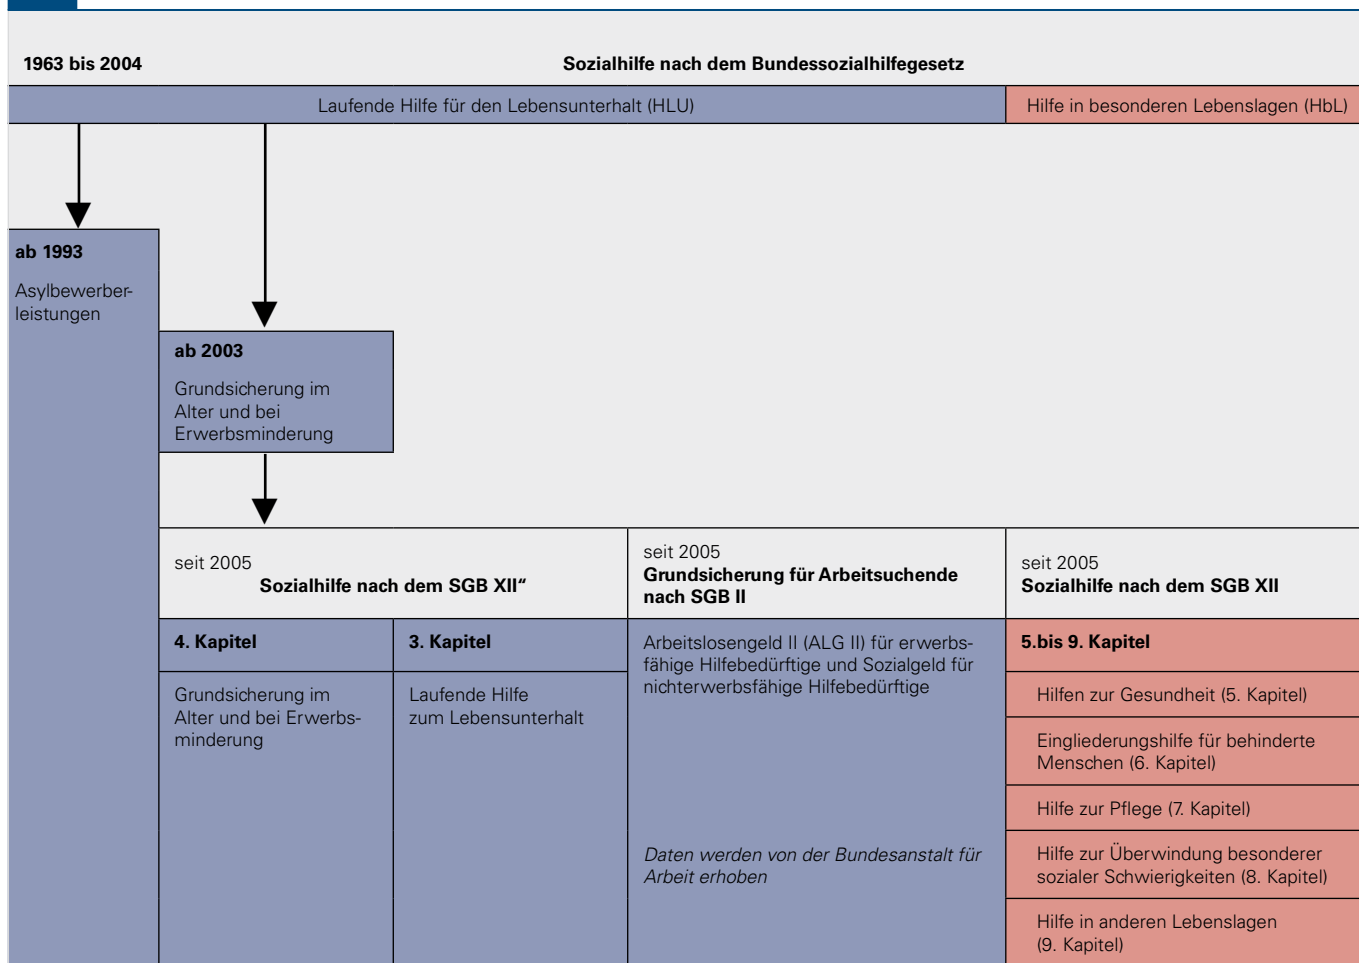 1963 bis 2004
Sozialhilfe nach dem Bundessozialhilfegesetz
Laufende Hilfe für den Lebensunterhalt (HLU)
Hilfe in besonderen Lebenslagen (HbL)
ab 1993
Asylbewerber-
leistungen
ab 2003
Grundsicherung im
Alter und bei
Erwerbsminderung
seit 2005
Sozialhilfe nach dem SGB XII“
seit 2005
Grundsicherung für Arbeitsuchende
nach SGB II
seit 2005
Sozialhilfe nach dem SGB XII
4. Kapitel
Grundsicherung im
Alter und bei Erwerbs-
minderung
3. Kapitel
Laufende Hilfe
zum Lebensunterhalt
Arbeitslosengeld II (ALG II) für erwerbs-
fähige Hilfebedürftige und Sozialgeld für
nichterwerbsfähige Hilfebedürftige
Daten werden von der Bundesanstalt für
Arbeit erhoben
5.bis 9. Kapitel
Hilfen zur Gesundheit (5. Kapitel)
Eingliederungshilfe für behinderte
Menschen (6. Kapitel)
Hilfe zur Pflege (7. Kapitel)
Hilfe zur Überwindung besonderer
sozialer Schwierigkeiten (8. Kapitel)
Hilfe in anderen Lebenslagen
(9. Kapitel)